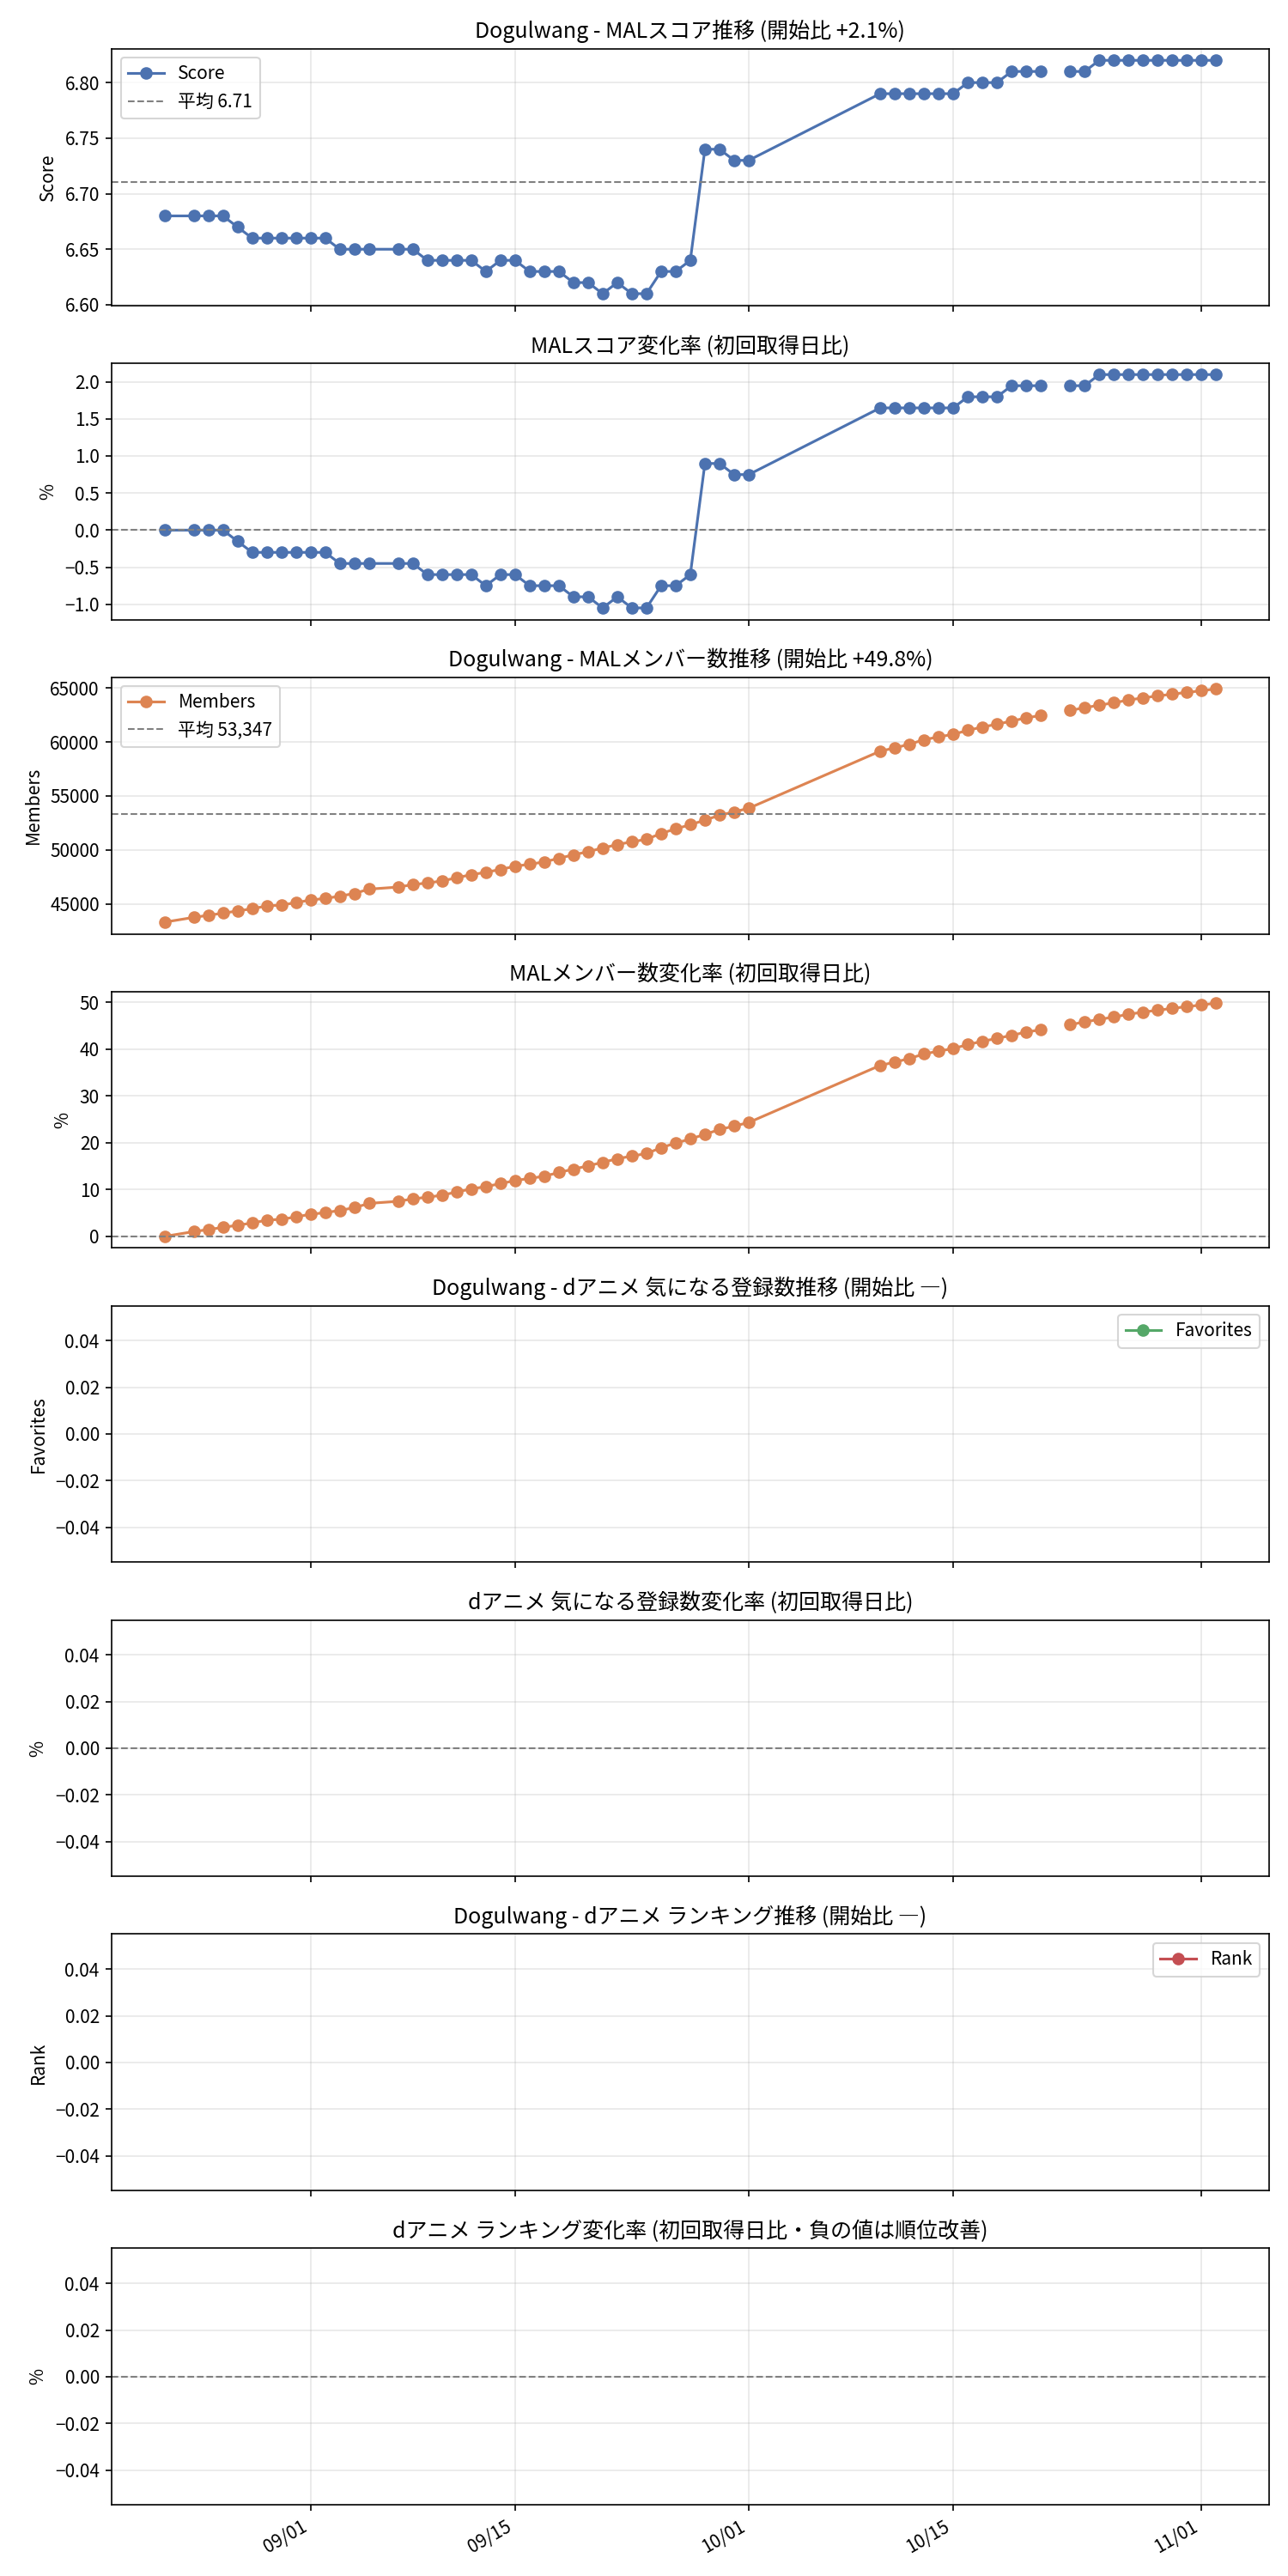 Dogulwang - MALスコア推移 (開始比 +2.1%)
Score
平均 6.71
Score
6.80
6.75
6.70
6.65
6.60
MALスコア変化率 (初回取得日比)
%
2.0
1.5
1.0
0.5
0.0
−0.5
−1.0
Dogulwang - MALメンバー数推移 (開始比 +49.8%)
Members
平均 53,347
Members
65000
60000
55000
50000
45000
MALメンバー数変化率 (初回取得日比)
%
50
40
30
20
10
0
Dogulwang - dアニメ 気になる登録数推移 (開始比 —)
Favorites
Favorites
0.04
0.02
0.00
−0.02
−0.04
dアニメ 気になる登録数変化率 (初回取得日比)
%
0.04
0.02
0.00
−0.02
−0.04
Dogulwang - dアニメ ランキング推移 (開始比 —)
Rank
Rank
0.04
0.02
0.00
−0.02
−0.04
dアニメ ランキング変化率 (初回取得日比・負の値は順位改善)
%
0.04
0.02
0.00
−0.02
−0.04
09/01
09/15
10/01
10/15
11/01